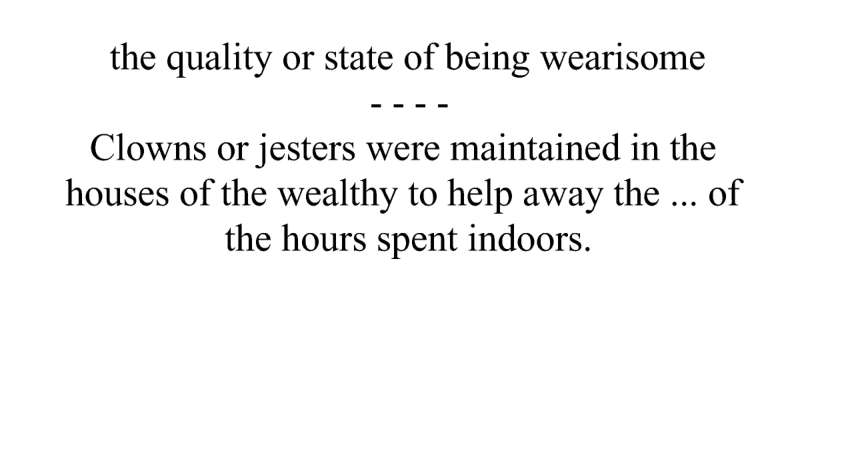 the quality or state of being wearisome
- - - -
Clowns or jesters were maintained in the
houses of the wealthy to help away the ... of
the hours spent indoors.